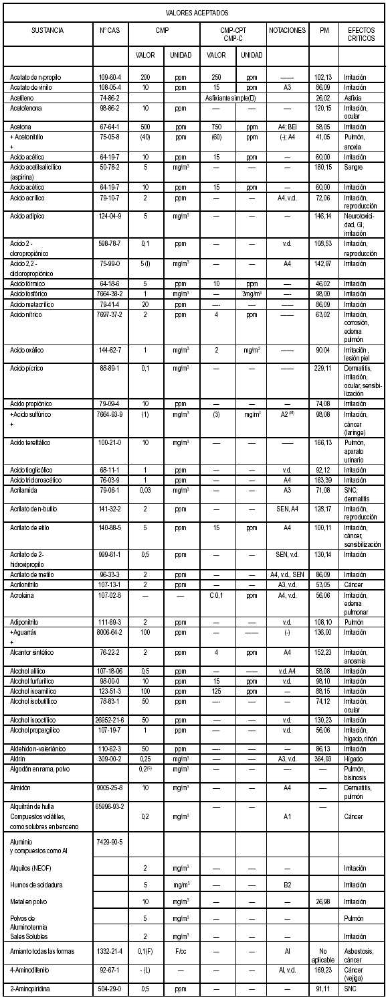 VALORES ACEPTADOS
SUSTANCIA N° CAS CMP CMP-CPT NOTACIONES PM EFECTOS
CMP-C CRITICOS
VALOR UNIDAD VALOR UNIDAD
Acetato de n-propilo 109-60-4 200 ppm 250 ppm —— 102,13 Irritación
Acetato de vinilo 108-05-4 10 ppm 15 ppm A3 86,09 Irritación
Acetileno 74-86-2 Asfixiante simple(D) 26,02 Asfixia
Acetofenona 98-86-2 10 ppm — — — 120,15 Irritación,
ocular
Acetona 67-64-1 500 ppm 750 ppm A4; BEI 58,05 Irritación
+ Acetonitrilo 75-05-8 (40) ppm (60) ppm (-); A4 41,05 Pulmón,
+ anoxia
Acido acético 64-19-7 10 ppm 15 ppm — 60,00 Irritación
Acido acetilsalicílico 50-78-2 5 mg/m³ — — — 180,15 Sangre
(aspirina)
Acido acético 64-19-7 10 ppm 15 ppm — 60,00 Irritación
Acido acrílico 79-10-7 2 ppm — — A4, v.d. 72,06 Irritación,
reproducción
Acido adípico 124-04-9 5 mg/m³ — — — 146,14 Neurotoxici-
dad, GI,
irritación
Acido 2 - 598-78-7 0,1 ppm — — v.d. 108,53 Irritación,
cloropropiónico reproducción
Acido 2,2 - 75-99-0 5 (I) mg/m³ — — A4 142,97 Irritación
dicloropropiónico
Acido fórmico 64-18-6 5 ppm 10 ppm — 46,02 Irritación
Acido fosfórico 7664-38-2 1 mg/m³ — 3mg/m³ — 98,00 Irritación
Acido metacrílico 79-41-4 20 ppm — — —— 86,09 Irritación
Acido nítrico 7697-37-2 2 ppm 4 ppm —— 63,02 Irritación,
corrosión,
edema
pulmón
Acido oxálico 144-62-7 1 mg/m³ 2 mg/m³ —— 90.04 Irritación ,
lesión piel
Acido pícrico 88-89-1 0,1 mg/m³ — — —— 229,11 Dermatitis,
irritación,
ocular, sensibi-
lización
Acido propiónico 79-09-4 10 ppm — — — 74,08 Irritación
+Acido sulfúrico 7664-93-9 (1) mg/m³ (3) mg/m³ A2 (M) 98,08 Irritación,
+ cáncer
(laringe)
Acido tereftálico 100-21-0 10 mg/m³ — — —— 166,13 Pulmón,
aparato
urinario
Acido tioglicólico 68-11-1 1 ppm — — v.d. 92,12 Irritación
Acido tricloroacético 76-03-9 1 ppm — — A4 163,39 Irritación
Acrilamida 79-06-1 0,03 mg/m³ — — A3 71,08 SNC,
dermatitis
Acrilato de n-butilo 141-32-2 2 ppm — — SEN, A4 128,17 Irritación,
reproducción
Acrilato de etilo 140-88-5 5 ppm 15 ppm A4 100,11 Irritación,
cáncer,
sensibilización
Acrilato de 2- 999-61-1 0,5 ppm — — SEN, v.d. 130,14 Irritación
hidroxipropilo
Acrilato de metilo 96-33-3 2 ppm — — A4, v.d., SEN 86,09 Irritación
Acrilonitrilo 107-13-1 2 ppm — — A3, v.d. 53,05 Cáncer
Acroleina 107-02-8 — — C 0,1 ppm A4, v.d. 56,06 Irritación,
edema
pulmonar
Adiponitrilo 111-69-3 2 ppm — — v.d. 108,10 Pulmón
+Aguarrás 8006-64-2 100 ppm — —— (-) 136,00 Irritación
+
Alcantor sintético 76-22-2 2 ppm 4 ppm A4 152,23 Irritación,
anosmia
Alcohol alílico 107-18-06 0,5 ppm — —— v.d. A4 58,08 Irritación
Alcohol furfurílico 98-00-0 10 ppm 15 ppm v.d. 98,10 Irritación
Alcohol isoamílico 123-51-3 100 ppm 125 ppm — 88,15 Irritación
Alcohol isobutílico 78-83-1 50 ppm — — — 74,12 Irritación,
ocular
Alcohol isooctílico 26952-21-6 50 ppm — — v.d. 130,23 Irritación
Alcohol propargílico 107-19-7 1 ppm — — v.d. 56,06 Irritación,
hígado, riñón
Aldehido n-valeriánico 110-62-3 50 ppm — — — 86,13 Irritación
Aldrín 309-00-2 0,25 mg/m³ — — A3, v.d. 364,93 Hígado
Algodón en rama, polvo 0,2(G) mg/m³ — — — — Pulmón,
bisinosis
Almidón 9005-25-8 10 mg/m³ — — A4 — Dermatitis,
pulmón
Alquitrán de hulla 65996-93-2 — — —
Compuestos volátiles, 0,2 mg/m³ A1 Cáncer
como solubres en benceno
Aluminio 7429-90-5
y compuestos como Al
Alquilos (NEOF) 2 mg/m³ — — — Irritación
Humos de soldadura 5 mg/m³ — — B2 Irritación
Metal en polvo 10 mg/m³ — — — 26,98 Irritación
Polvos de 5 mg/m³ — — — Pulmón
Aluminotermia
Sales Solubles 2 mg/m³ — — — Irritación
Amianto todas las formas 1332-21-4 0,1(F) F/cc — — AI No Asbestosis,
aplicable cáncer
4-Aminodifenilo 92-67-1 - (L) — — — AI, v.d. 169,23 Cáncer
(vejiga)
2-Aminopiridina 504-29-0 0,5 ppm — — — 91,11 SNC